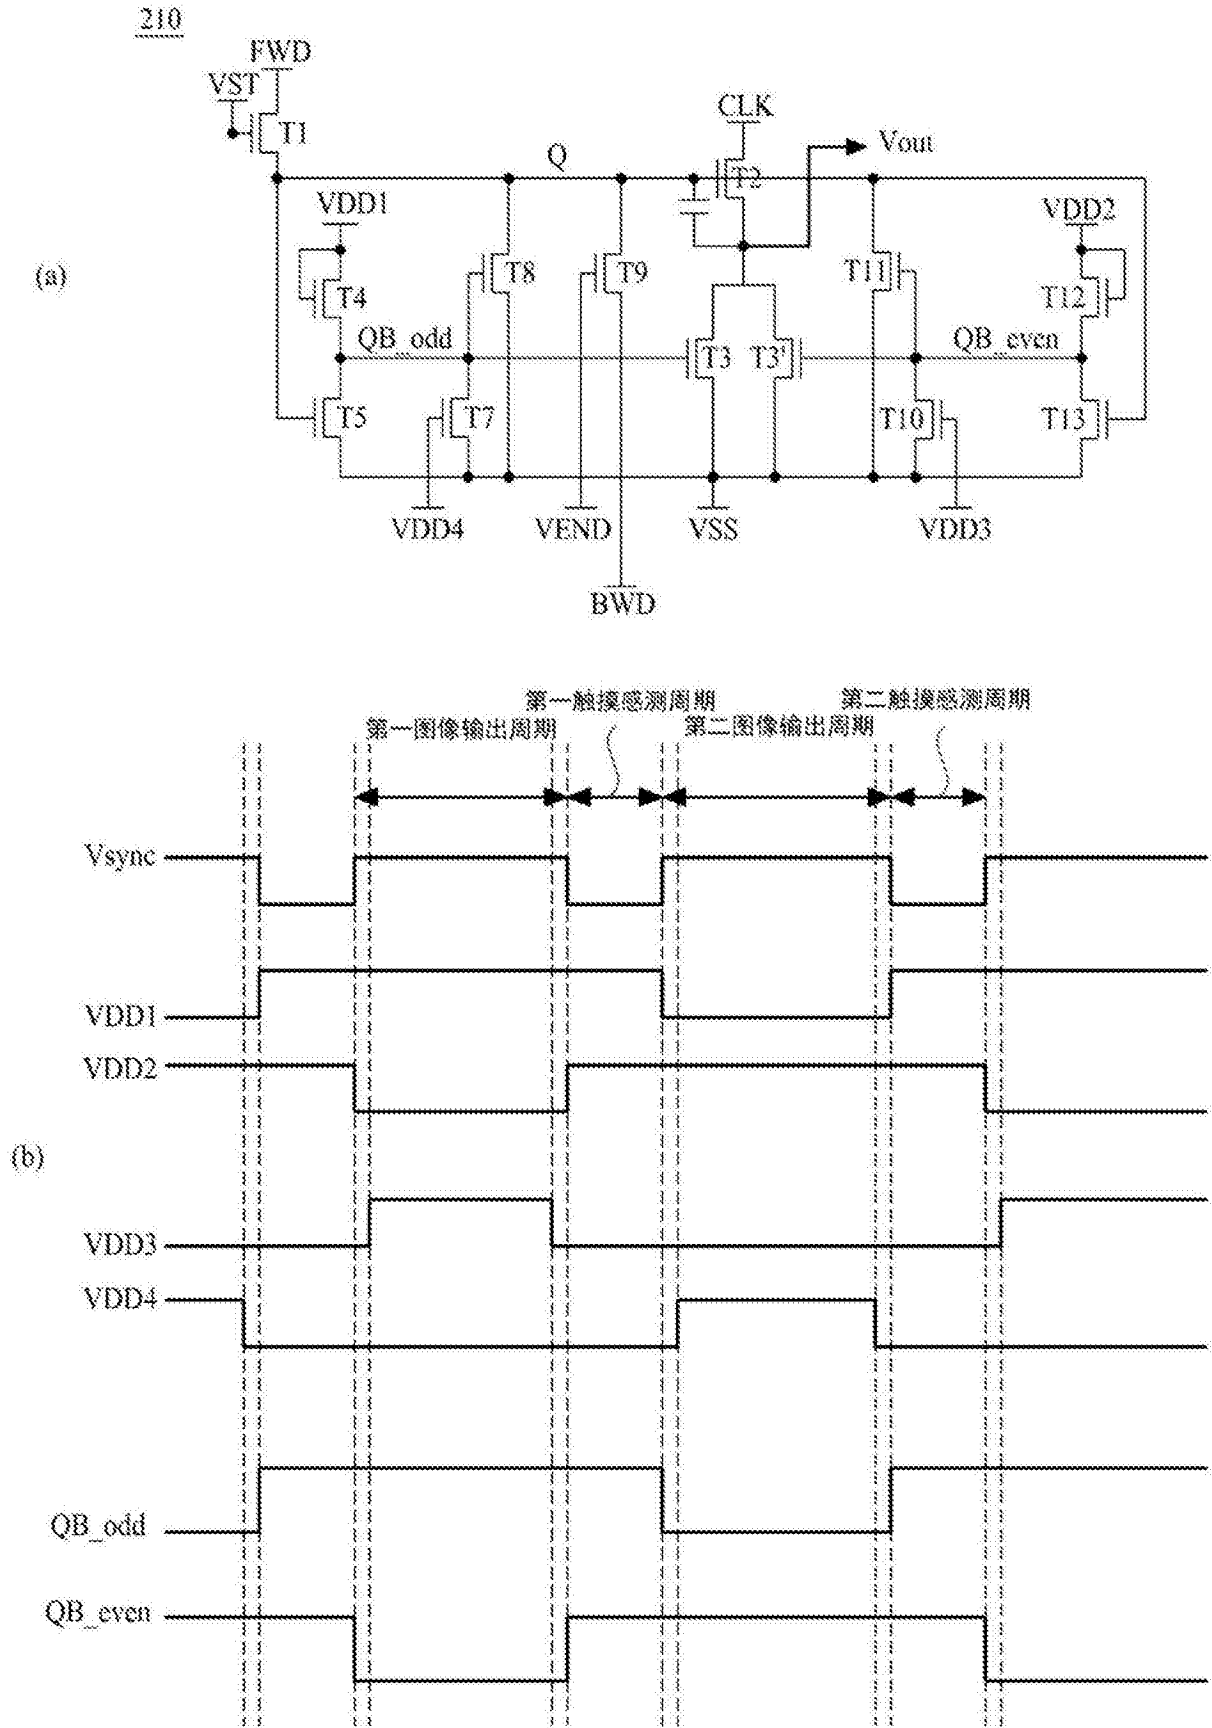 210
FWD
VST
T1
CLK
Vout
Q
T2
VDD1
VDD2
(a)
T8
T9
T11
T4
T12
QB_odd
QB_even
T3
T3'
T5
T7
T10
T13
VDD4
VEND
VSS
VDD3
BWD
第一触摸感测周期
第二触摸感测周期
第一图像输出周期
第二图像输出周期
Vsync
VDD1
VDD2
(b)
VDD3
VDD4
QB_odd
QB_even